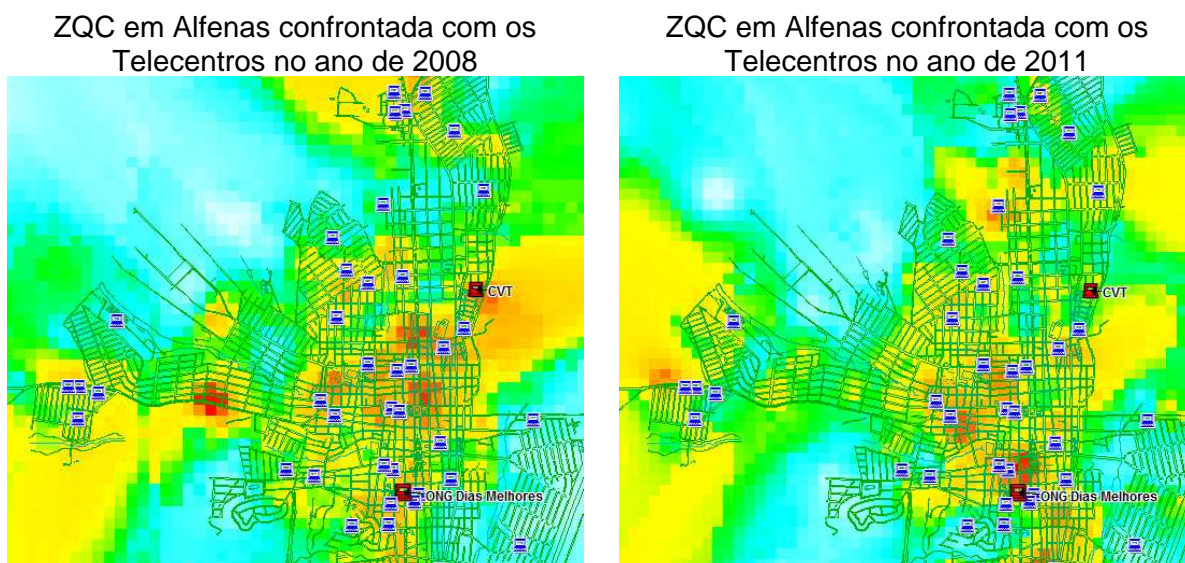 ZQC em Alfenas confrontada com os
Telecentros no ano de 2008
ZQC em Alfenas confrontada com os
Telecentros no ano de 2011
CVT
ONG Dias Melhores
CVT
ONG Dias Melhores